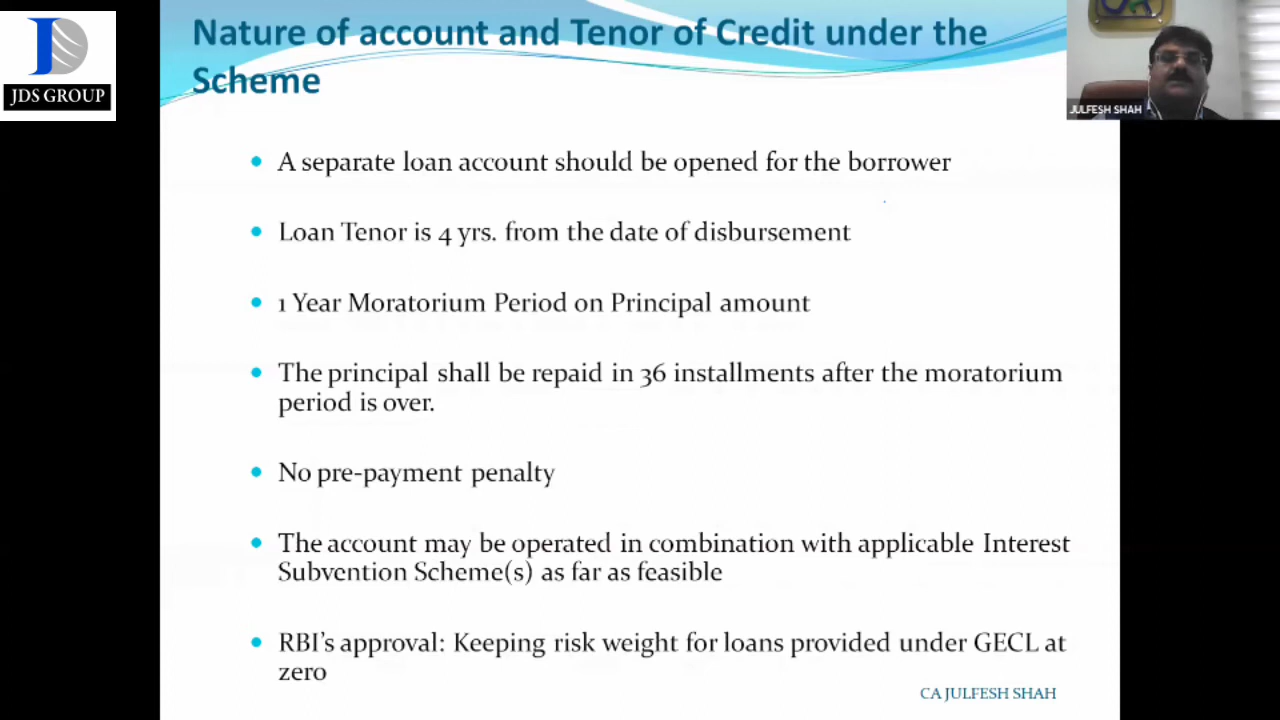 Nature of account and Tenor of Credit under the
Scheme
JDS GROUP
JULFESH SHAH
A separate loan account should be opened for the borrower
Loan Tenor is 4 yrs. from the date of disbursement
1 Year Moratorium Period on Principal amount
The principal shall be repaid in 36 installments after the moratorium
period is over.
No pre-payment penalty
The account may be operated in combination with applicable Interest
Subvention Scheme(s) as far as feasible
RBI's approval: Keeping risk weight for loans provided under GECL at
zero
CA JULFESH SHAH